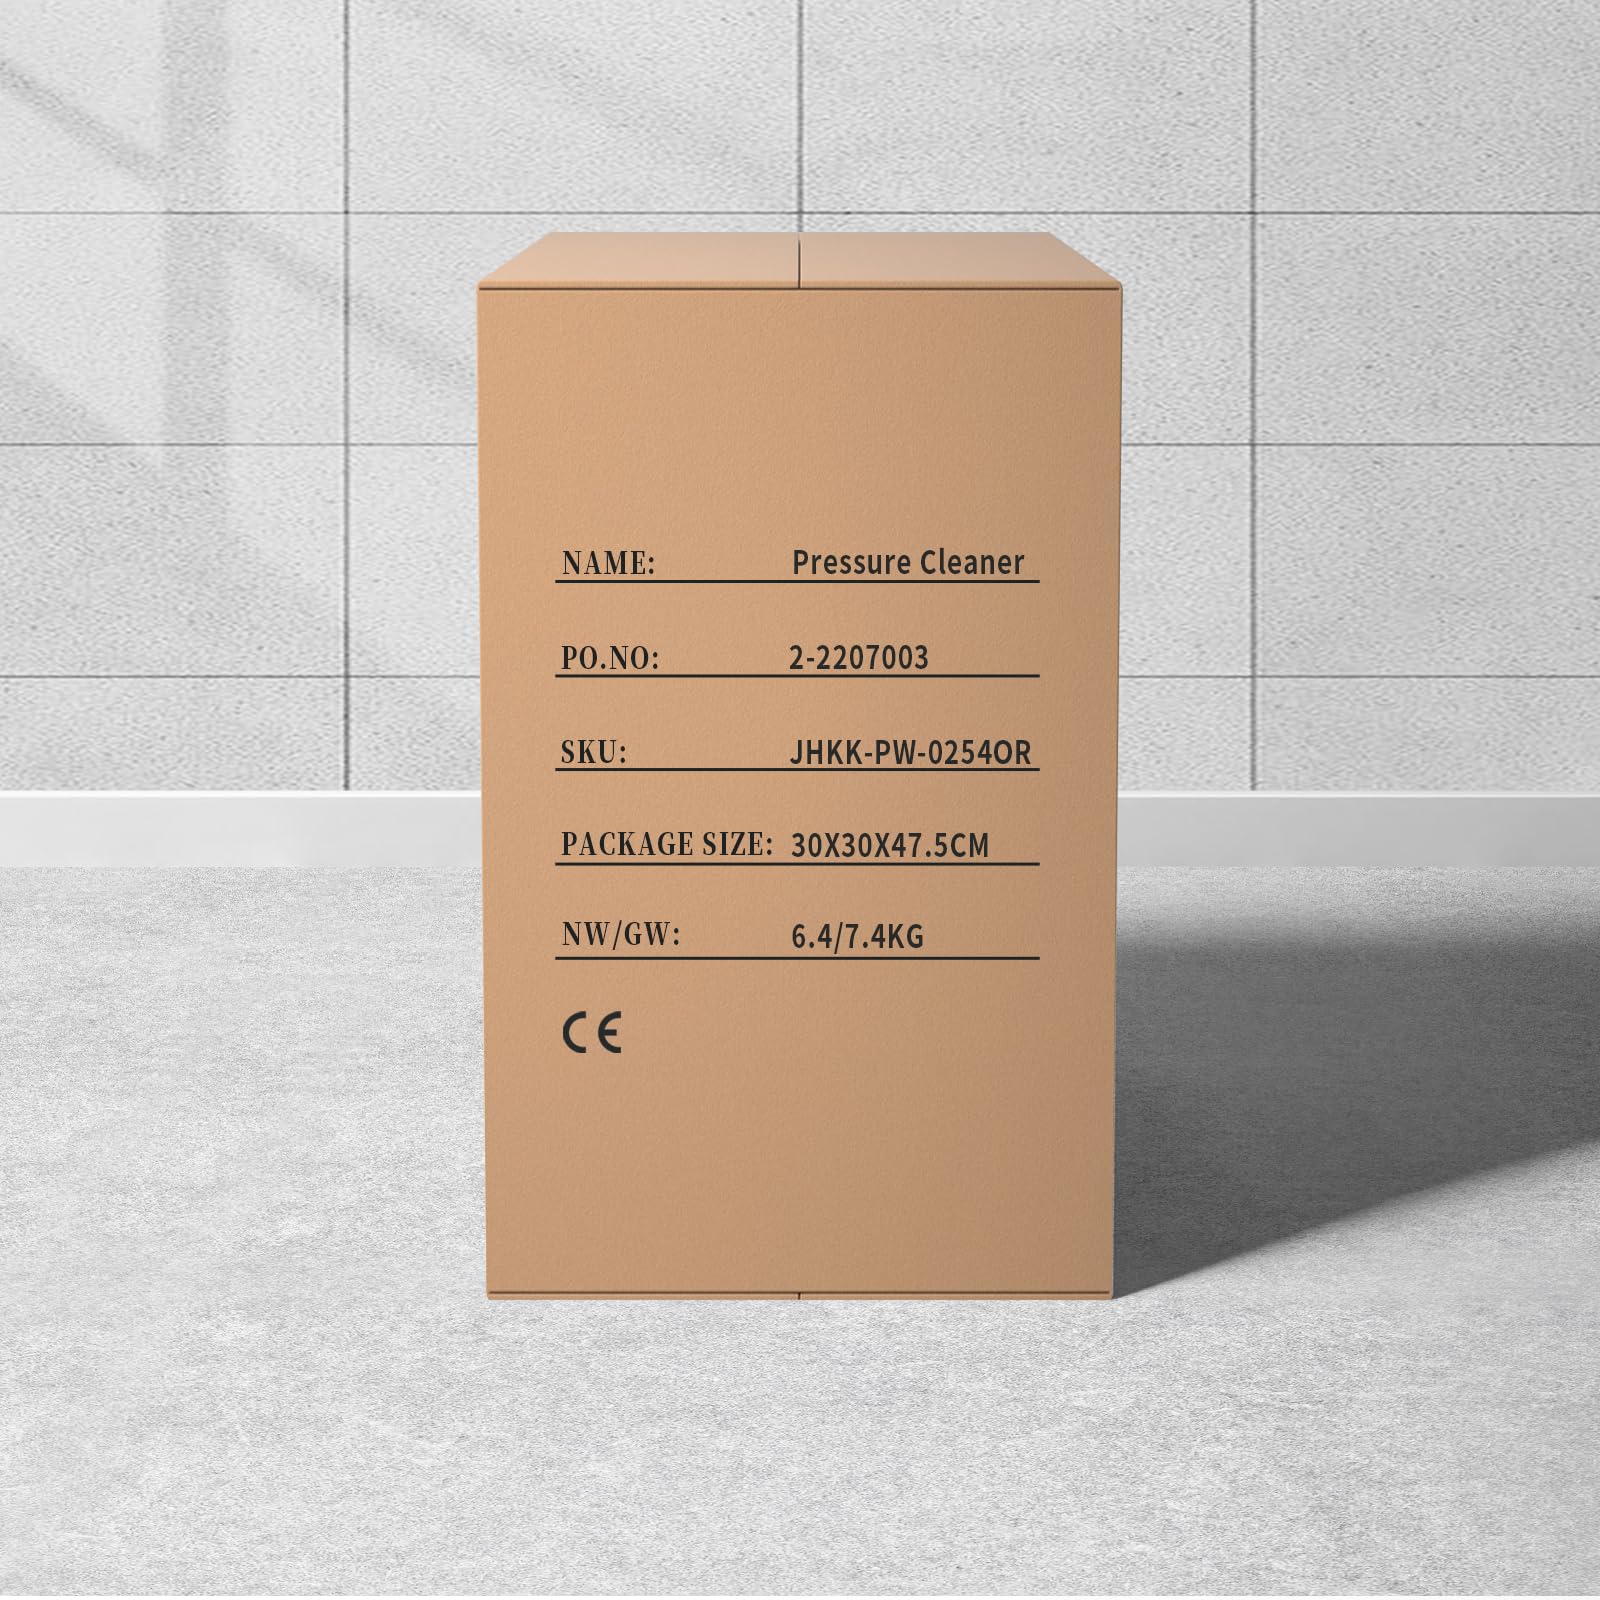 NAME: Pressure Cleaner
PO.NO: 2-2207003
SKU: JHKK-PW-0254OR
PACKAGE SIZE: 30X30X47.5CM
NW/GW: 6.4/7.4KG
CE